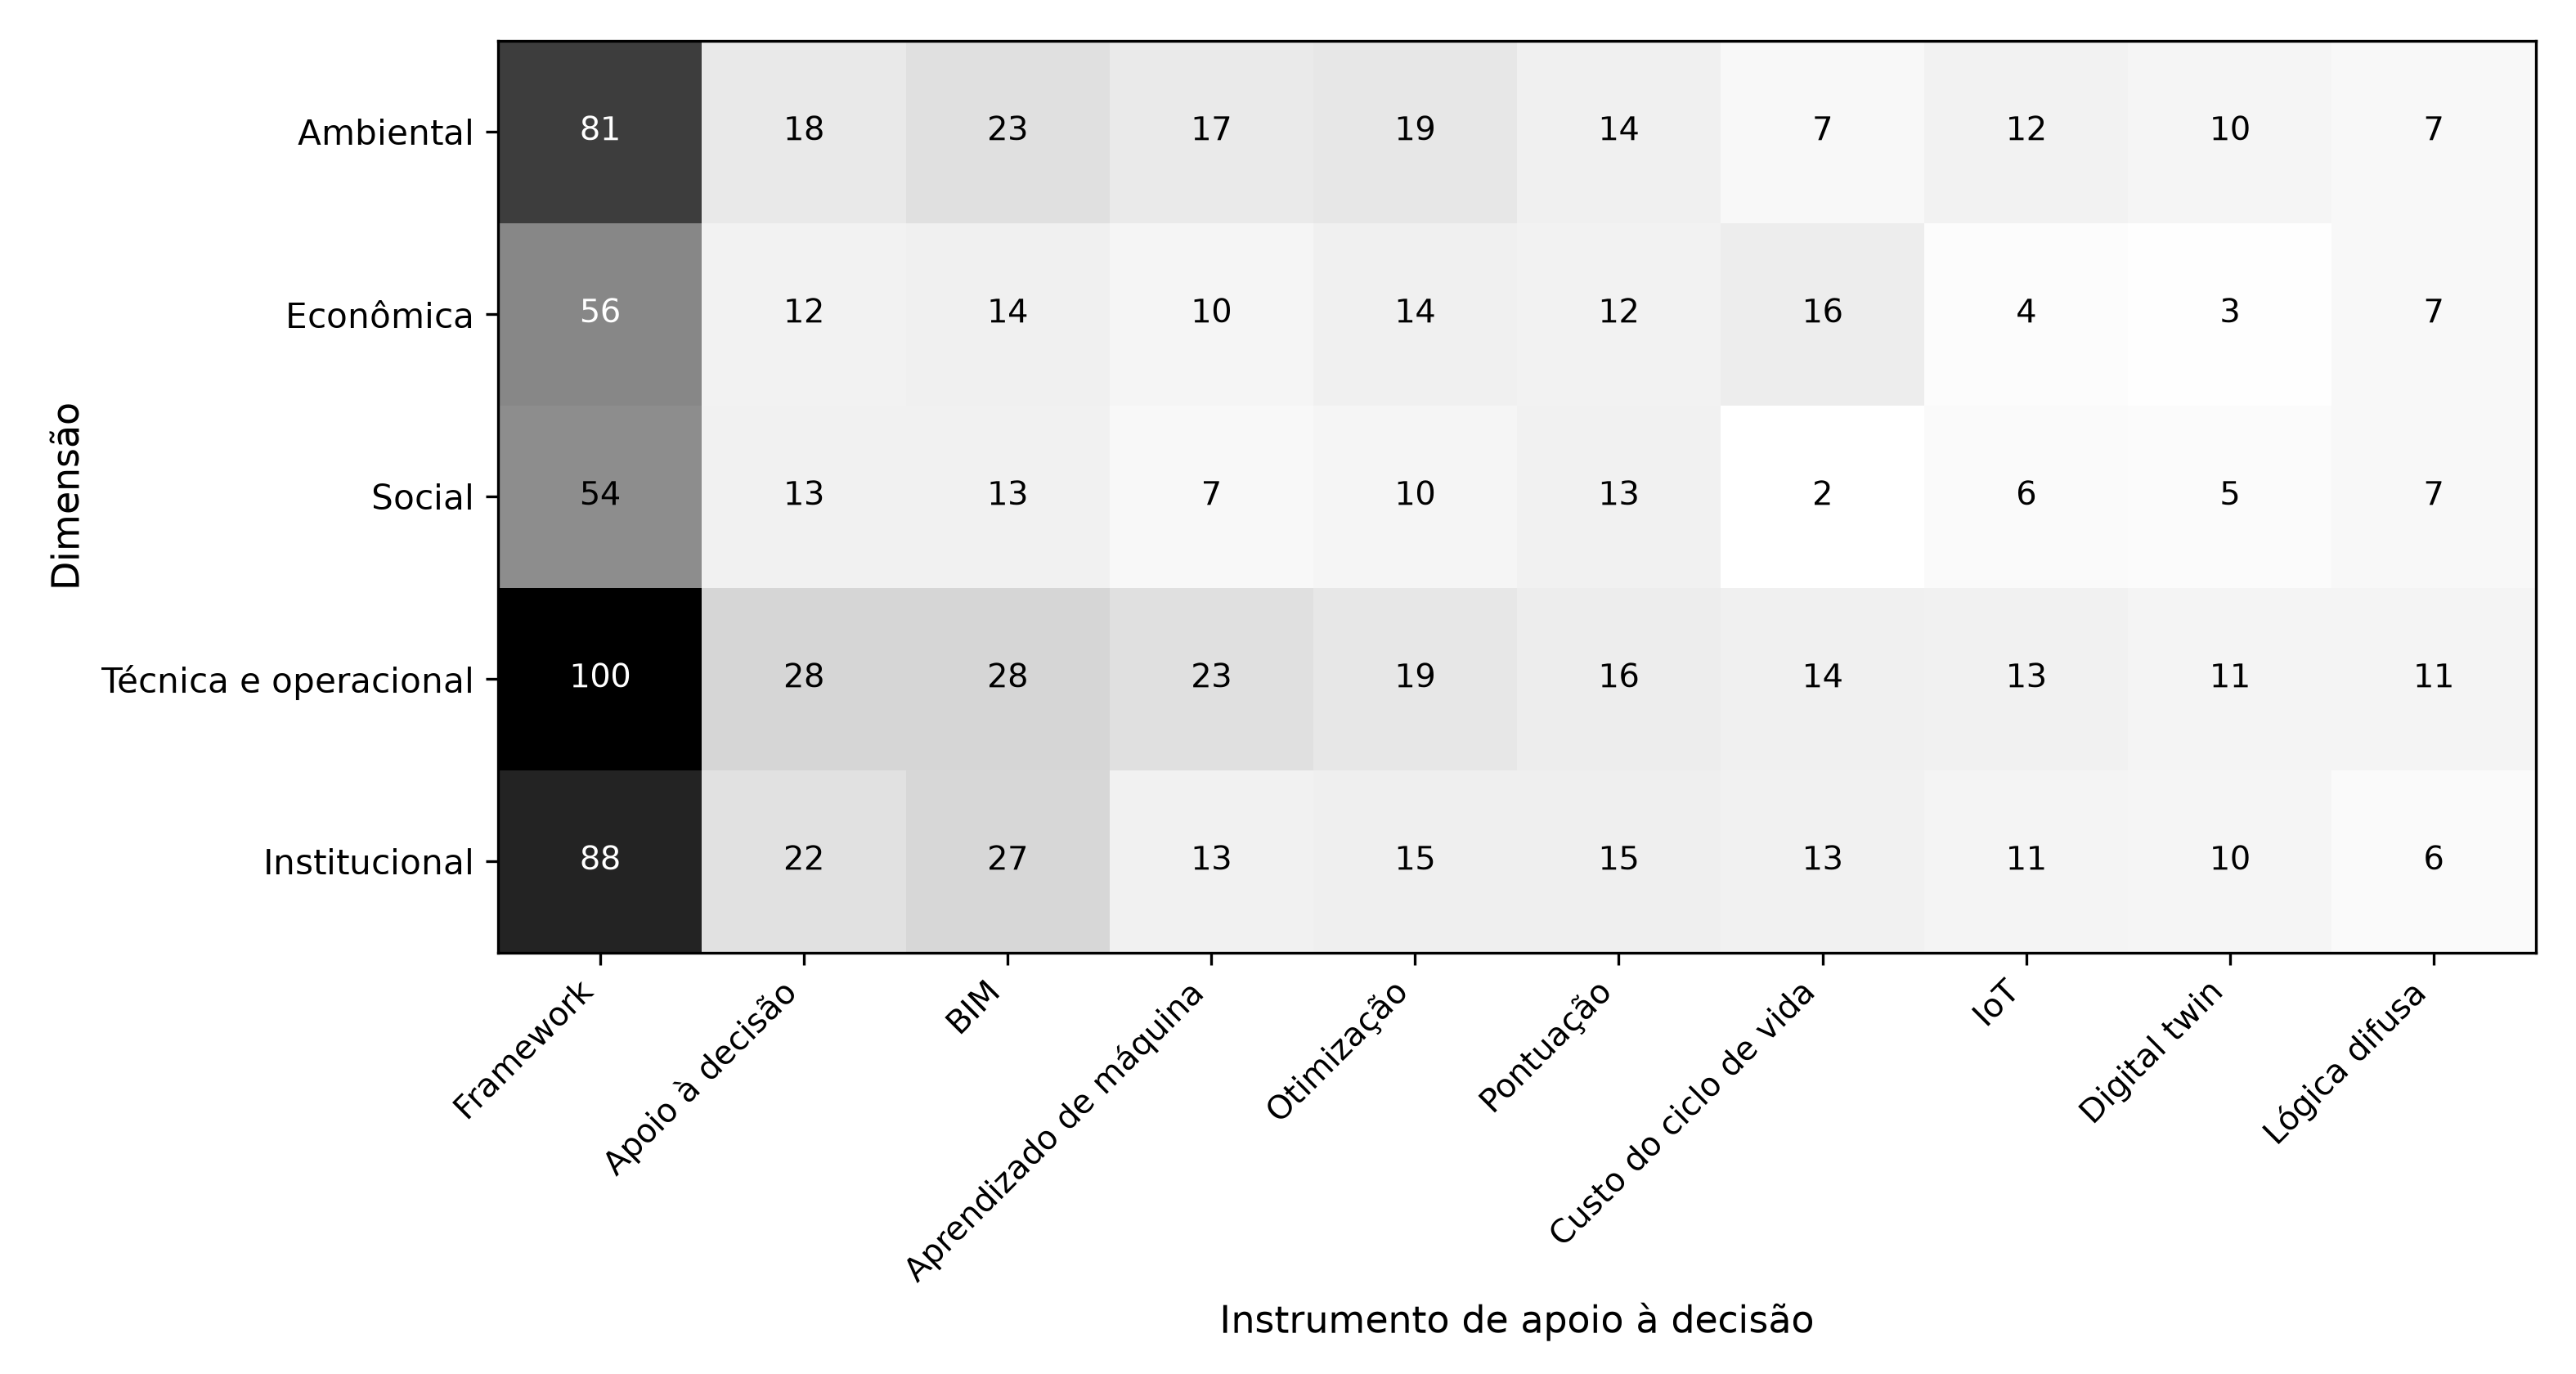 Dimensão
Ambiental 81 18 23 17 19 14 7 12 10 7
Econômica 56 12 14 10 14 12 16 4 3 7
Social 54 13 13 7 10 13 2 6 5 7
Técnica e operacional 100 28 28 23 19 16 14 13 11 11
Institucional 88 22 27 13 15 15 13 11 10 6
Framework
Apoio à decisão
BIM
Aprendizado de máquina
Otimização
Pontuação
Custo do ciclo de vida
IoT
Digital twin
Lógica difusa
Instrumento de apoio à decisão